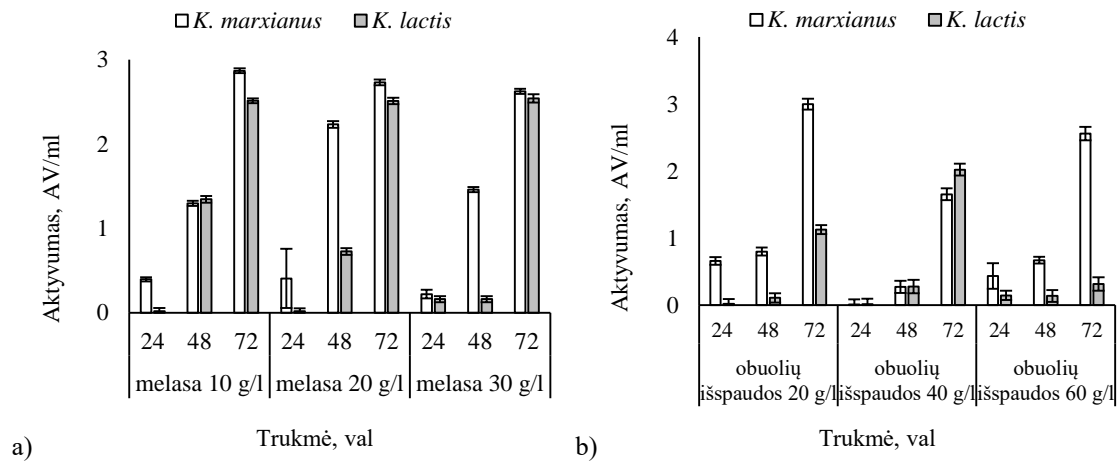 K. marxianus K. lactis
3
2
1
0
Aktyvumas, AV/ml
24 48 72 24 48 72 24 48 72
melasa 10 g/l melasa 20 g/l melasa 30 g/l
Trukmė, val
a)
K. marxianus K. lactis
4
3
2
1
0
Aktyvumas, AV/ml
24 48 72 24 48 72 24 48 72
obuolių obuolių obuolių
išspaudos 20 g/l išspaudos 40 g/l išspaudos 60 g/l
Trukmė, val
b)